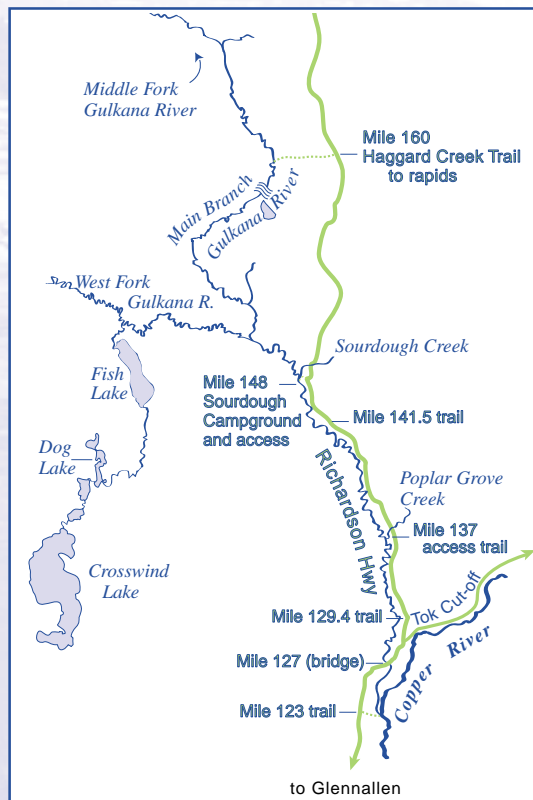 Middle Fork
Gulkana River
Mile 160
Haggard Creek Trail
to rapids
Main Branch
Gulkana River
West Fork
Gulkana R.
Sourdough Creek
Fish
Lake
Mile 148
Sourdough
Campground
and access
Mile 141.5 trail
Dog
Lake
Richardson Hwy
Poplar Grove
Creek
Mile 137
access trail
Crosswind
Lake
Tok Cut-off
Mile 129.4 trail
Mile 127 (bridge)
Copper River
Mile 123 trail
to Glennallen